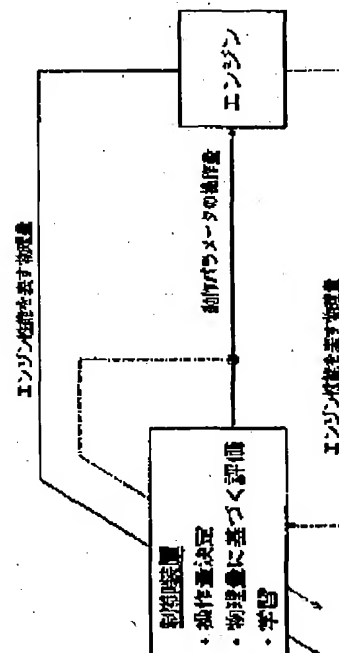 エンジン
動作パラメータの操作量
エンジン性能を表す物理量
エンジン性能を表す物理量
制御装置
・操作量決定
・物理量に基づく評価
・学習